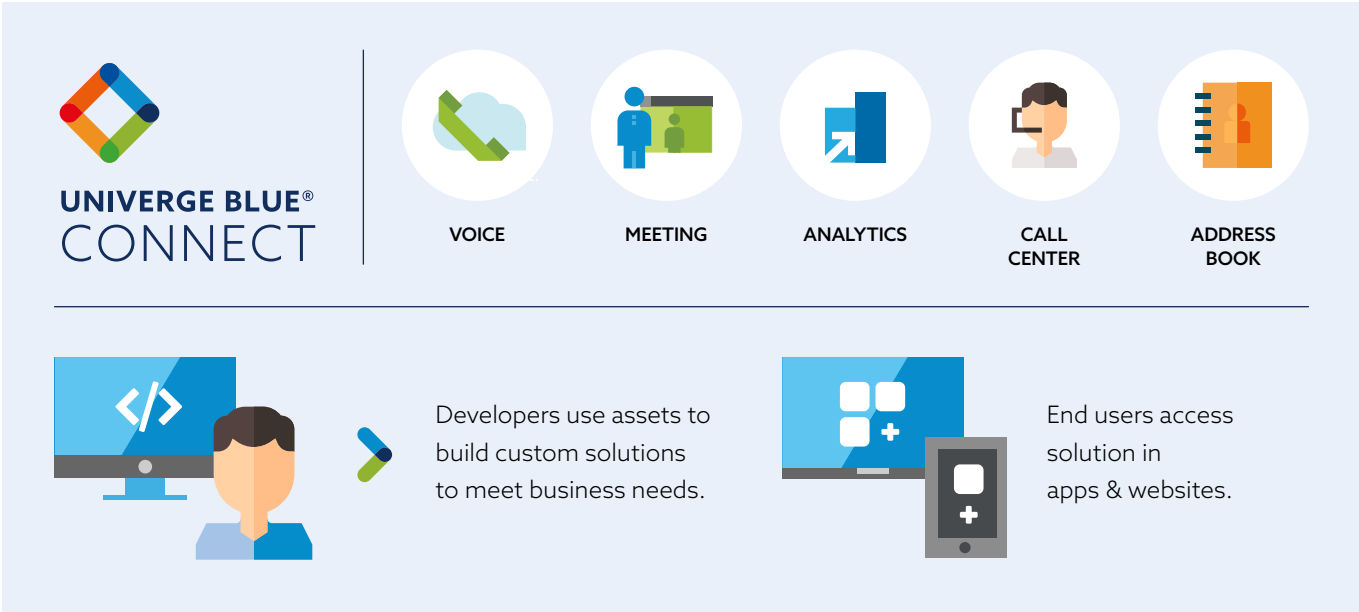 UNIVERGE BLUE®
CONNECT
VOICE
MEETING
ANALYTICS
CALL
CENTER
ADDRESS
BOOK
</>
Developers use assets to
build custom solutions
to meet business needs.
End users access
solution in
apps & websites.